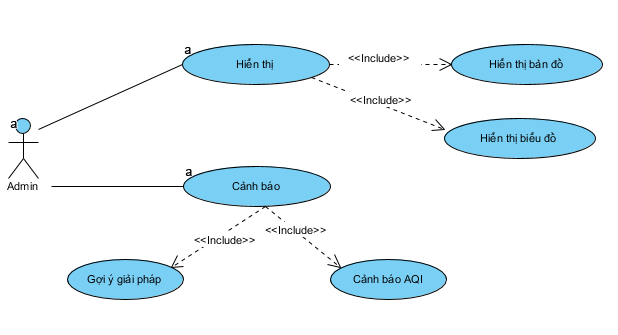 a
Hiển thị
<<Include>>
Hiển thị bản đồ
<<Include>>
a
Hiển thị biểu đồ
a
Admin
Cảnh báo
<<Include>>
<<Include>>
Gợi ý giải pháp
Cảnh báo AQI